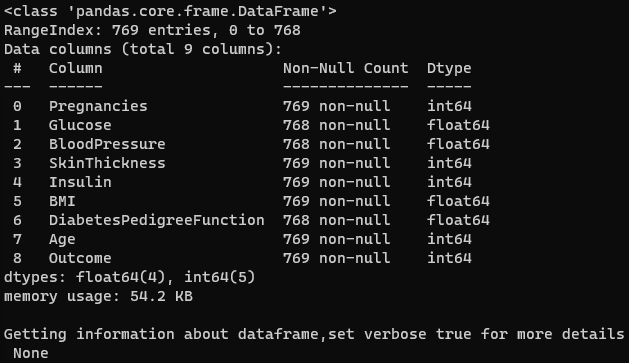 <class 'pandas.core.frame.DataFrame'>
RangeIndex: 769 entries, 0 to 768
Data columns (total 9 columns):
 #   Column                    Non-Null Count  Dtype
---  ------                    --------------  -----
 0   Pregnancies               769 non-null    int64
 1   Glucose                   768 non-null    float64
 2   BloodPressure             768 non-null    float64
 3   SkinThickness             769 non-null    int64
 4   Insulin                   769 non-null    int64
 5   BMI                       769 non-null    float64
 6   DiabetesPedigreeFunction  768 non-null    float64
 7   Age                       769 non-null    int64
 8   Outcome                   769 non-null    int64
dtypes: float64(4), int64(5)
memory usage: 54.2 KB

Getting information about dataframe,set verbose true for more details
 None